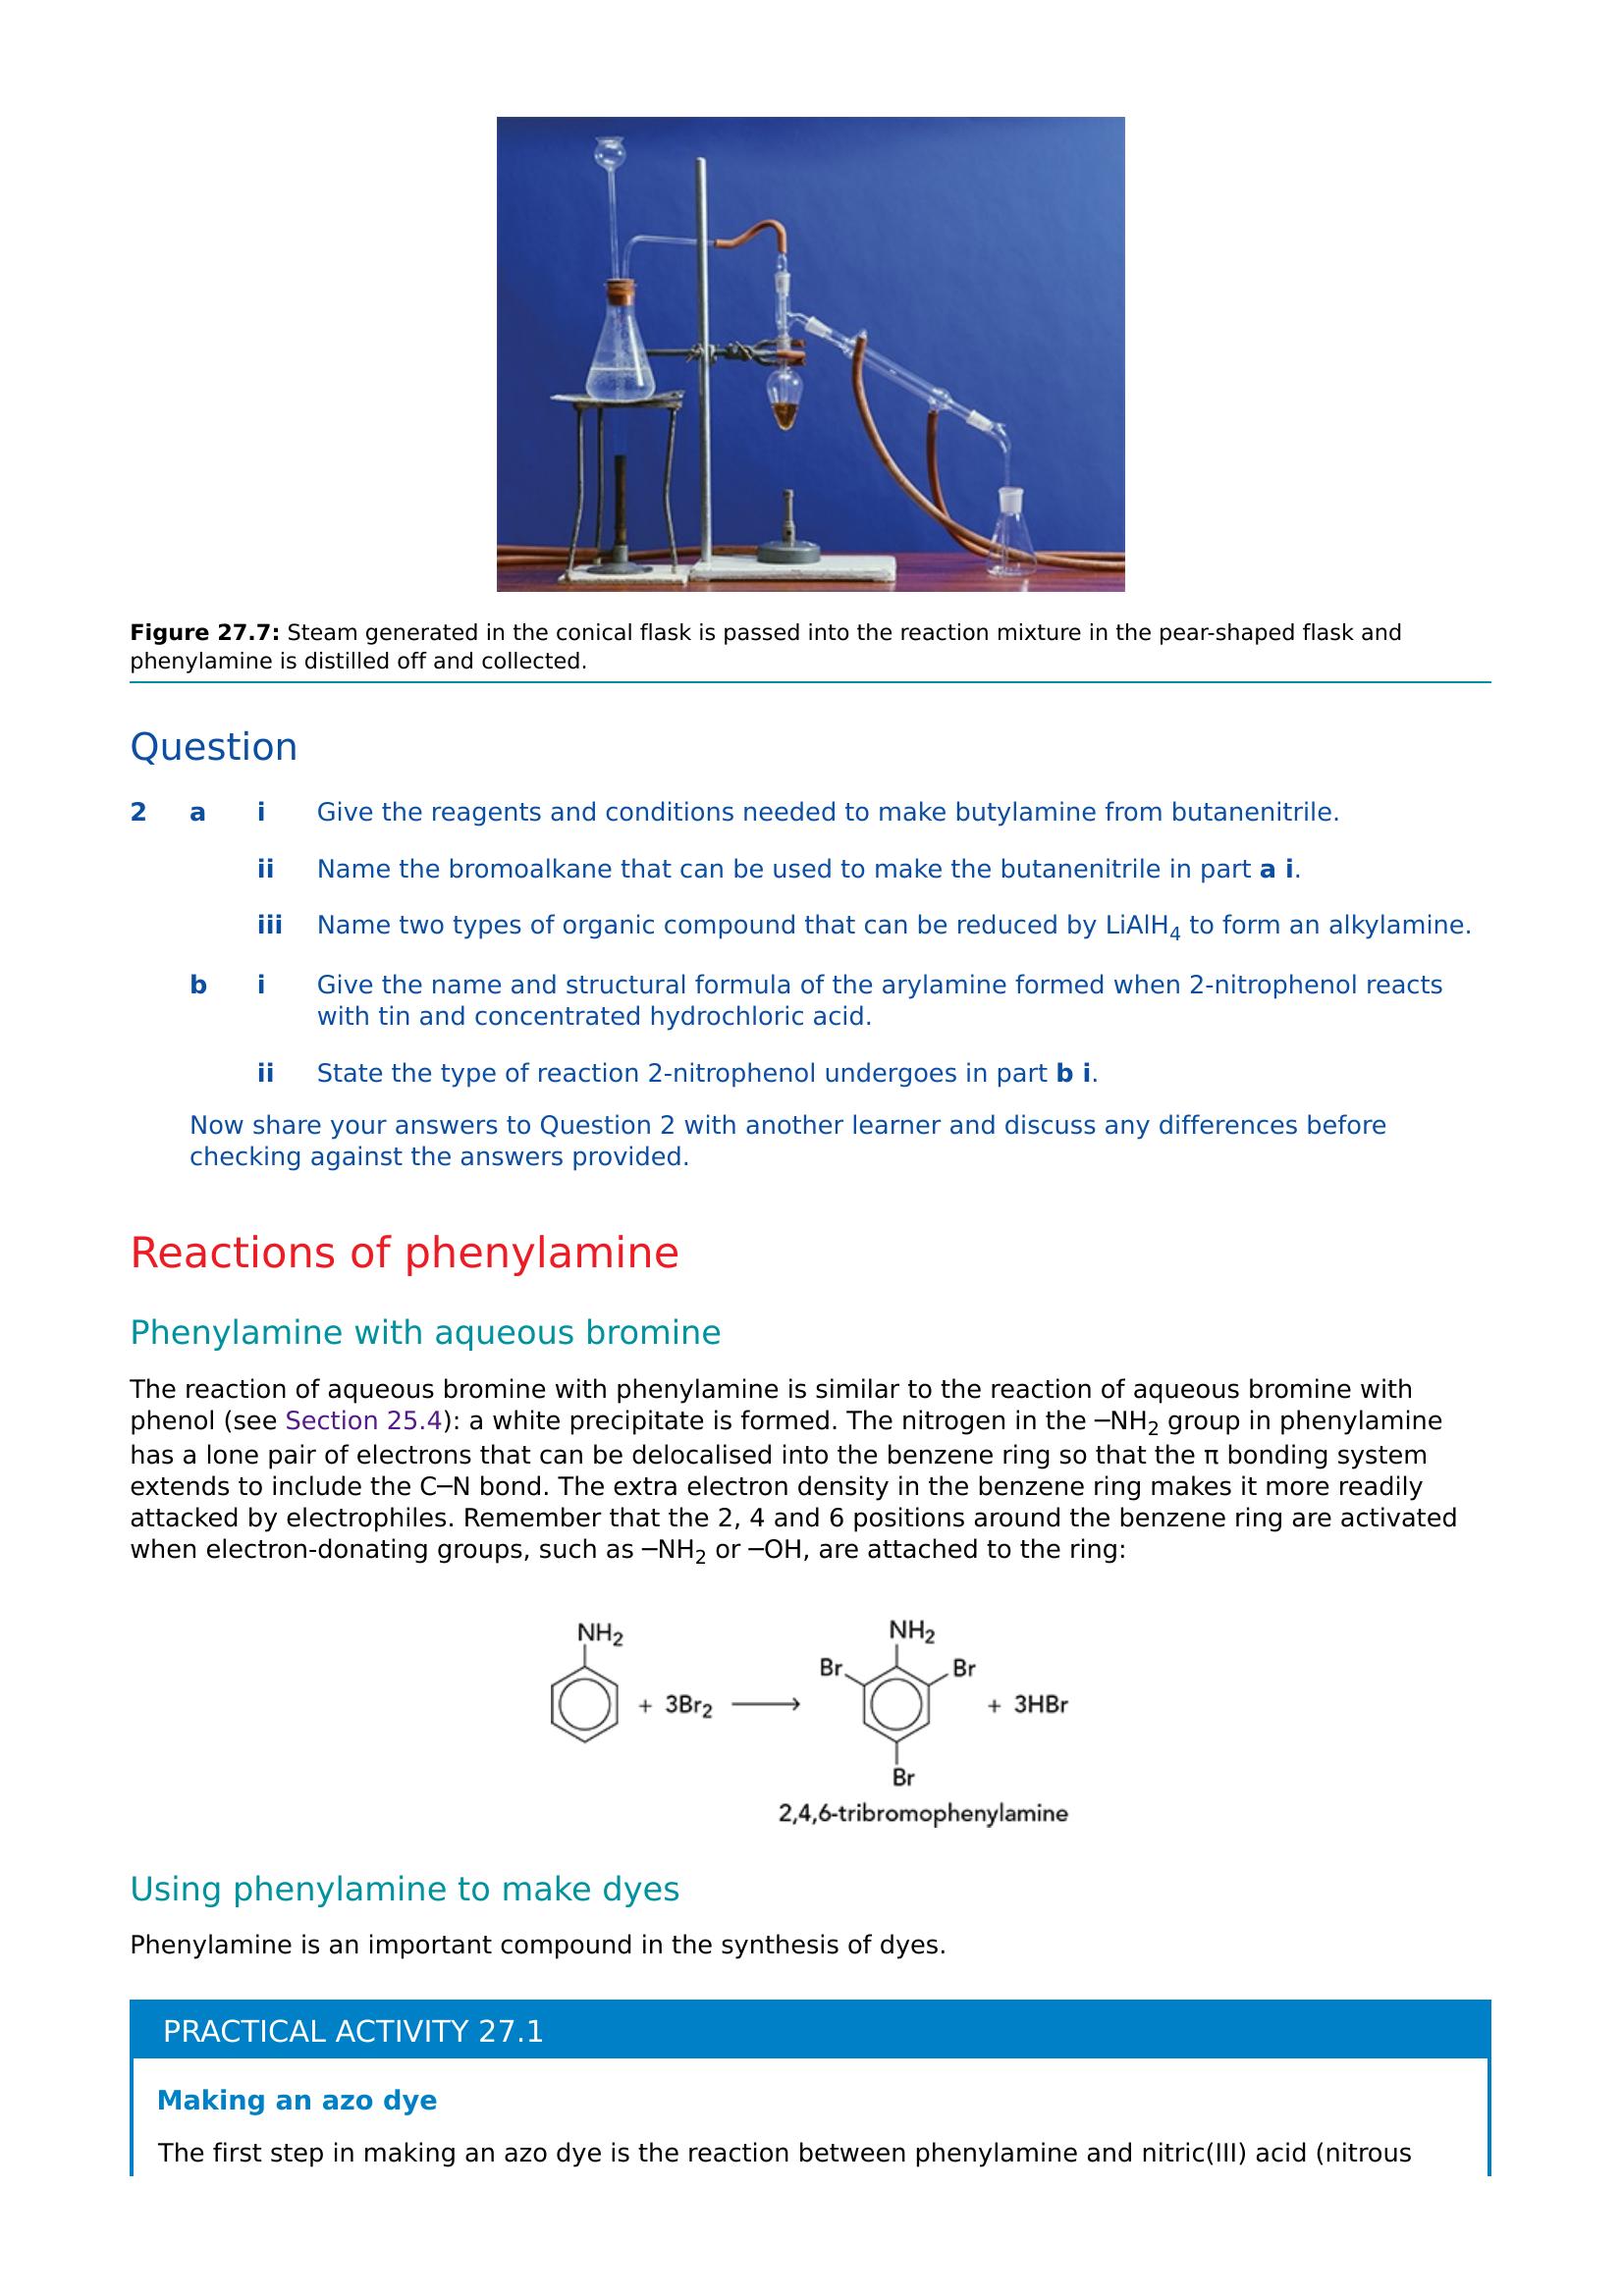 Figure 27.7: Steam generated in the conical flask is passed into the reaction mixture in the pear-shaped flask and
phenylamine is distilled off and collected.
Question
2 a i Give the reagents and conditions needed to make butylamine from butanenitrile.
ii Name the bromoalkane that can be used to make the butanenitrile in part a i.
iii Name two types of organic compound that can be reduced by LiAlH₄ to form an alkylamine.
b i Give the name and structural formula of the arylamine formed when 2-nitrophenol reacts
with tin and concentrated hydrochloric acid.
ii State the type of reaction 2-nitrophenol undergoes in part b i.
Now share your answers to Question 2 with another learner and discuss any differences before
checking against the answers provided.
Reactions of phenylamine
Phenylamine with aqueous bromine
The reaction of aqueous bromine with phenylamine is similar to the reaction of aqueous bromine with
phenol (see Section 25.4): a white precipitate is formed. The nitrogen in the –NH₂ group in phenylamine
has a lone pair of electrons that can be delocalised into the benzene ring so that the π bonding system
extends to include the C–N bond. The extra electron density in the benzene ring makes it more readily
attacked by electrophiles. Remember that the 2, 4 and 6 positions around the benzene ring are activated
when electron-donating groups, such as –NH₂ or –OH, are attached to the ring:
NH₂ NH₂
Br Br
+ 3Br₂ ⟶ + 3HBr
Br
2,4,6-tribromophenylamine
Using phenylamine to make dyes
Phenylamine is an important compound in the synthesis of dyes.
PRACTICAL ACTIVITY 27.1
Making an azo dye
The first step in making an azo dye is the reaction between phenylamine and nitric(III) acid (nitrous